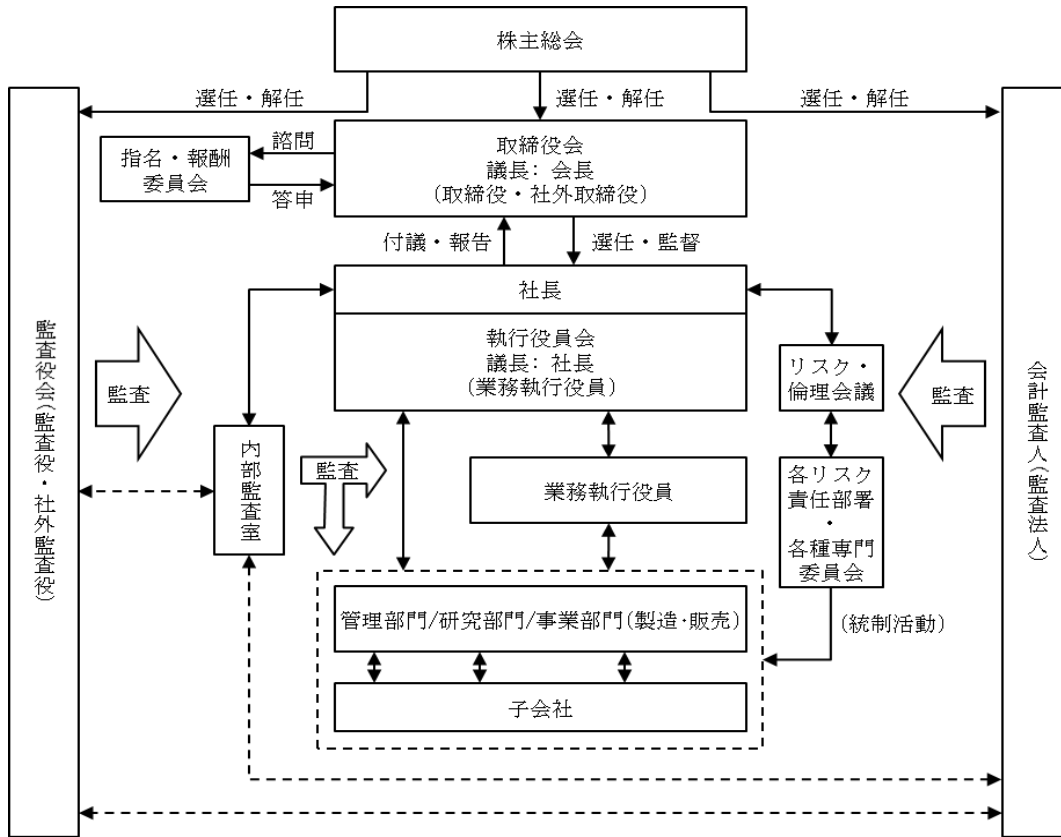 株主総会
選任・解任
選任・解任
選任・解任
指名・報酬
委員会
諮問
答申
取締役会
議長: 会長
(取締役・社外取締役)
付議・報告
選任・監督
社長
執行役員会
議長: 社長
(業務執行役員)
監査役会(監査役・社外監査役)
監査
内部監査室
監査
業務執行役員
リスク・
倫理会議
各リスク
責任部署
・
各種専門
委員会
監査
会計監査人(監査法人)
管理部門/研究部門/事業部門(製造・販売)
(統制活動)
子会社